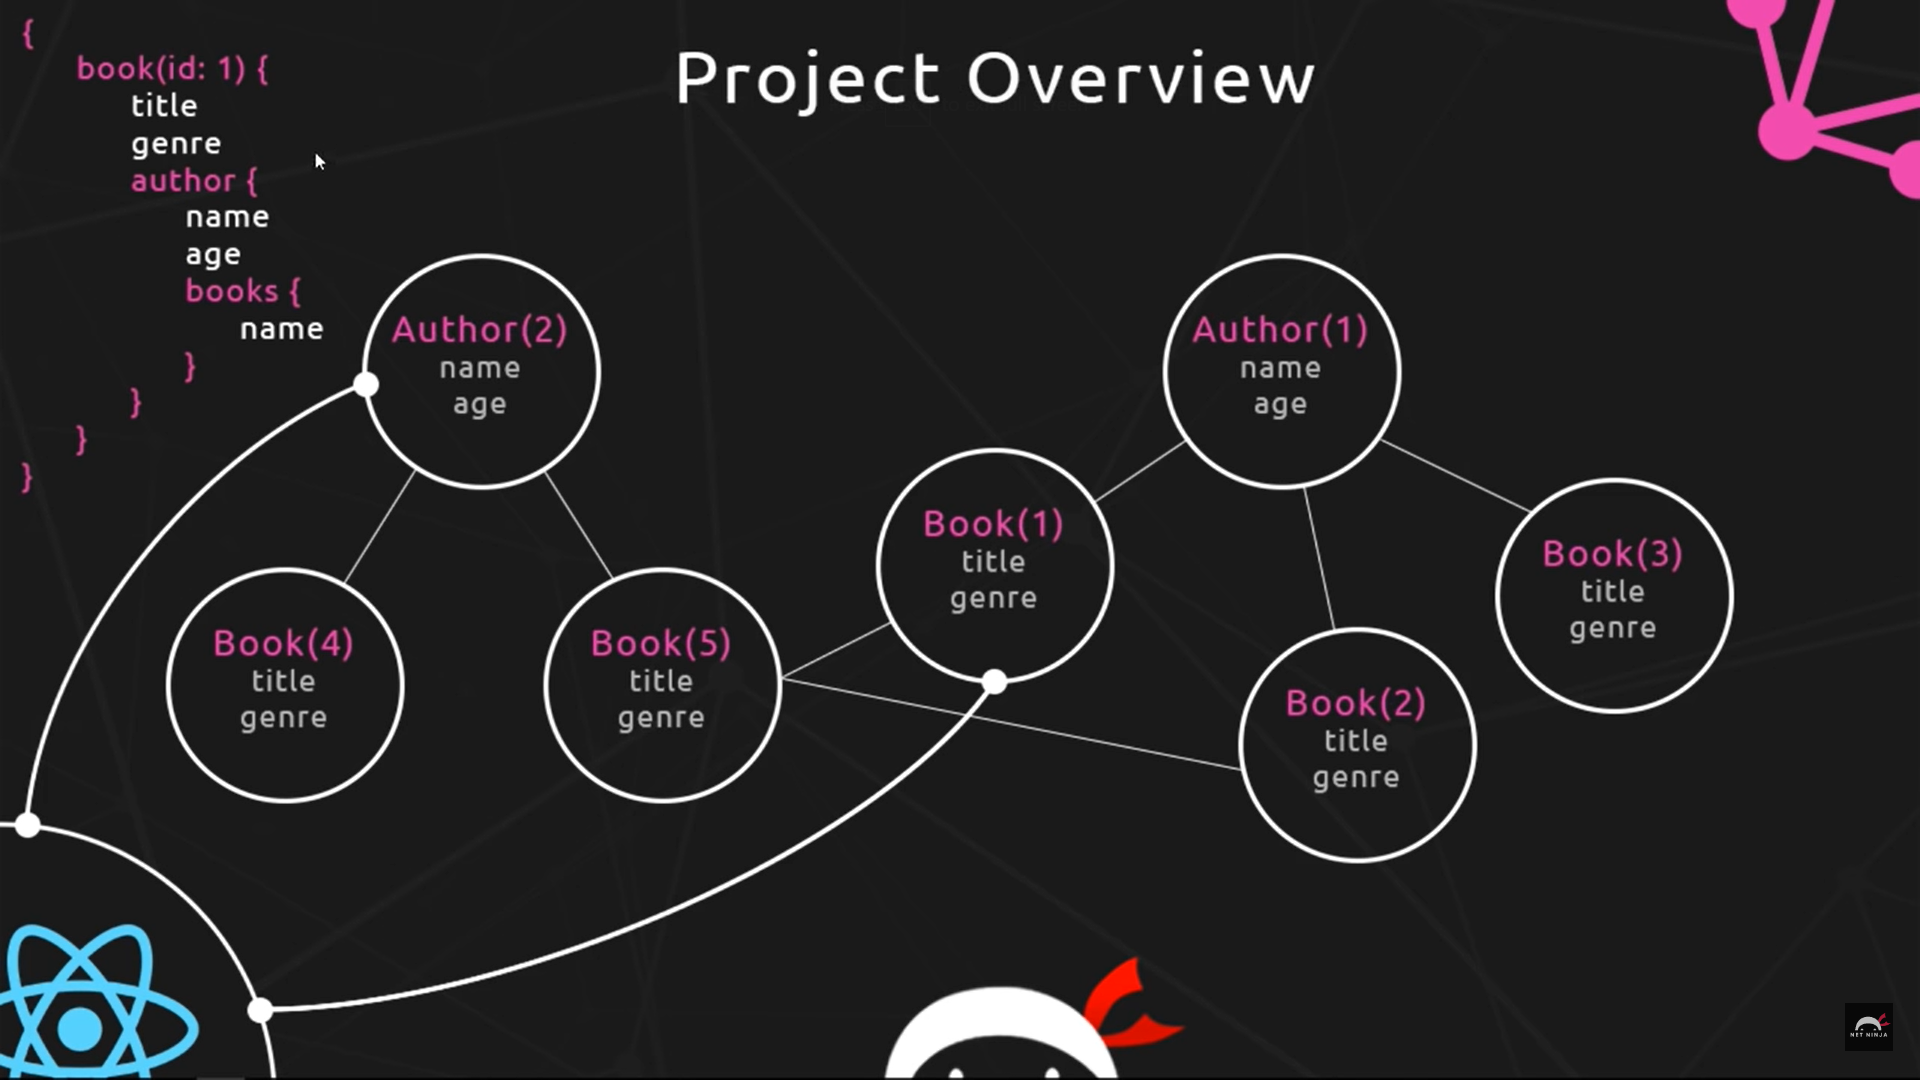 Project Overview
{
book(id: 1) {
title
genre
author {
name
age
books {
name
}
}
}
}
Author(2)
name
age
Author(1)
name
age
Book(1)
title
genre
Book(3)
title
genre
Book(4)
title
genre
Book(5)
title
genre
Book(2)
title
genre
NET NINJA